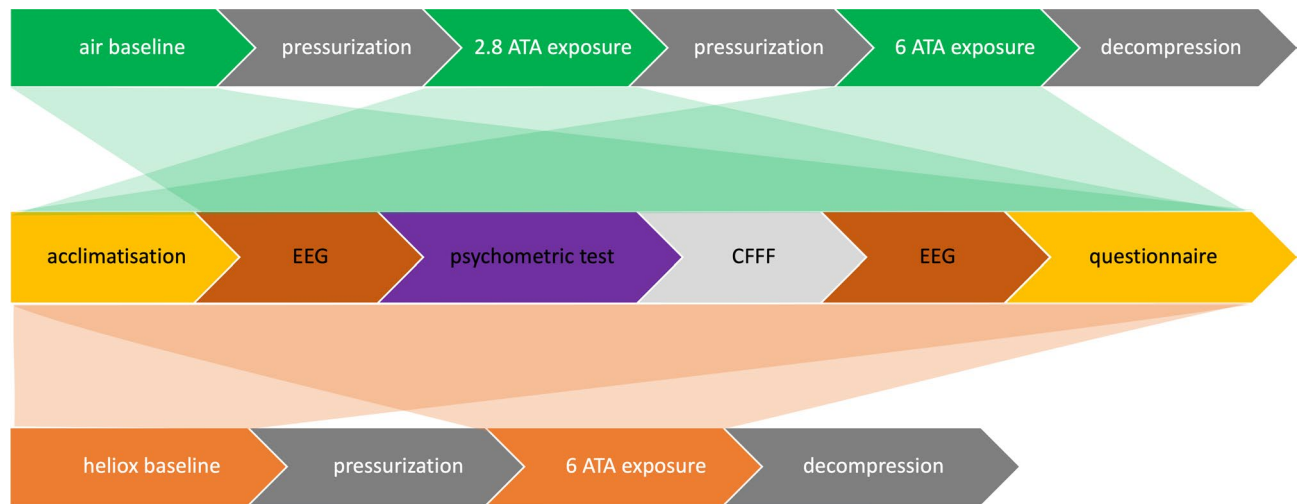 air baseline
pressurization
2.8 ATA exposure
pressurization
6 ATA exposure
decompression
acclimatisation
EEG
psychometric test
CFFF
EEG
questionnaire
heliox baseline
pressurization
6 ATA exposure
decompression